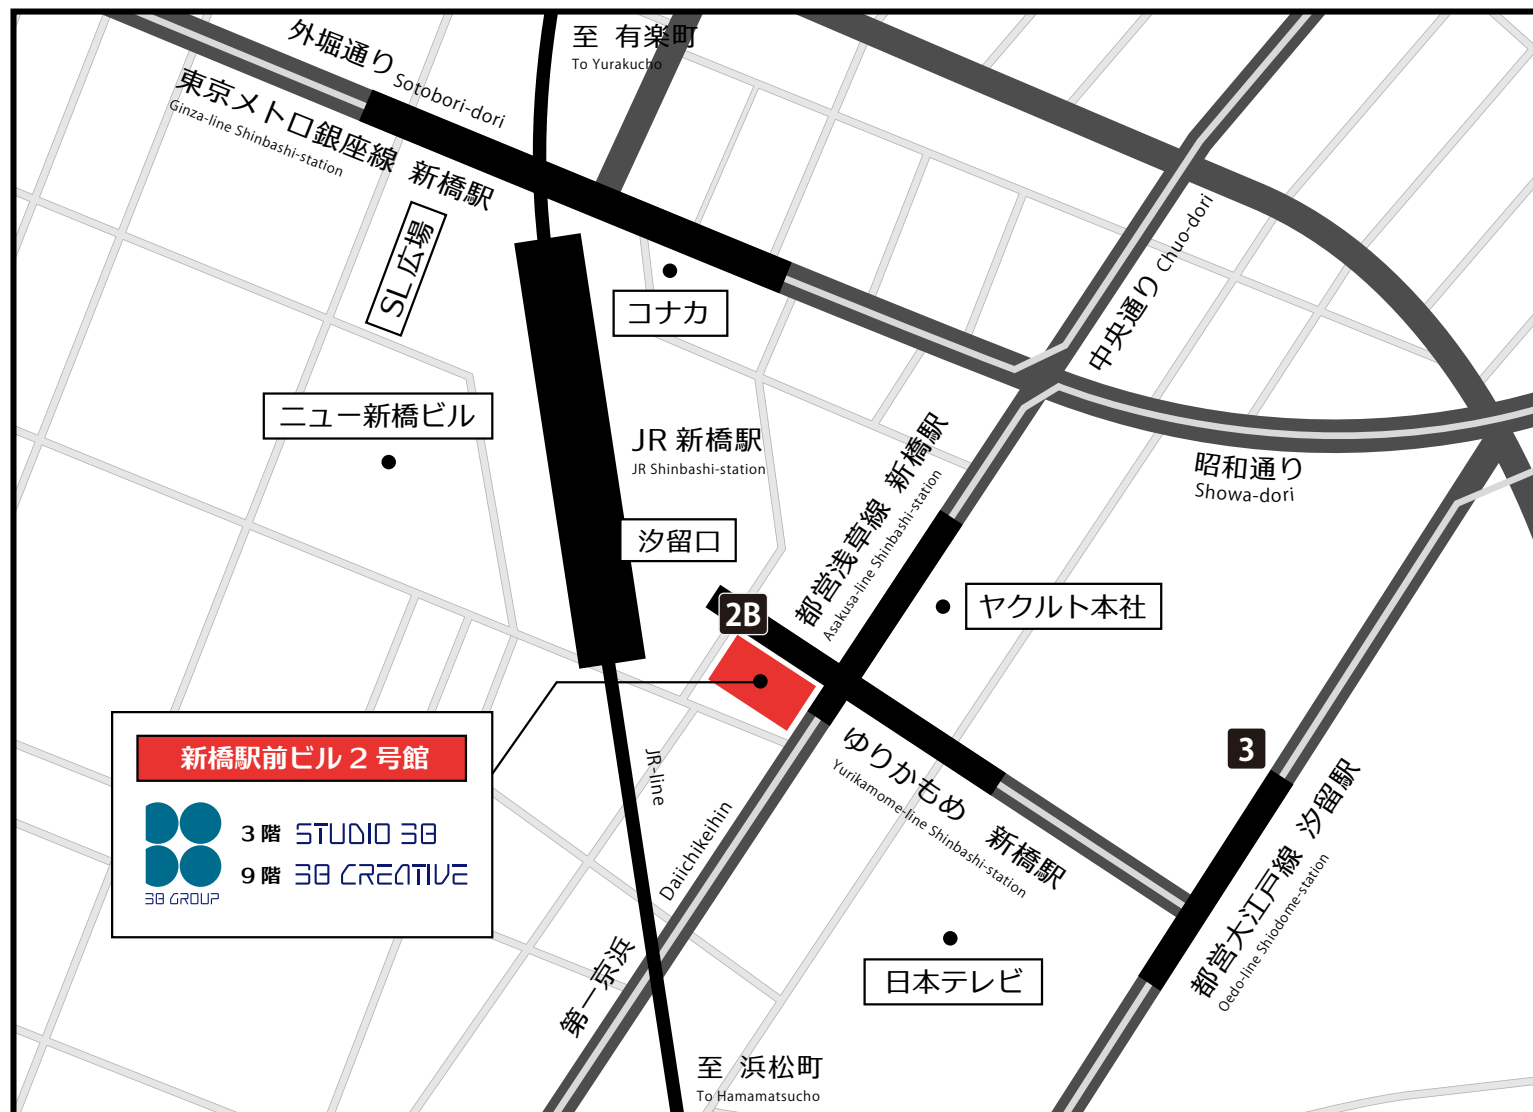 外堀通り
Sotobori-dori
至 有楽町
To Yurakucho
東京メトロ銀座線 新橋駅
Ginza-line Shinbashi-station
SL 広場
コナカ
中央通り Chuo-dori
ニュー新橋ビル
JR 新橋駅
JR Shinbashi-station
昭和通り
Showa-dori
汐留口
都営浅草線 新橋駅
Asakusa-line Shinbashi-station
2B
ヤクルト本社
新橋駅前ビル 2 号館
3 階 STUDIO 3B
9 階 3B CREATIVE
3B GROUP
JR-line
ゆりかもめ 新橋駅
Yurikamome-line Shinbashi-station
3
都営大江戸線 汐留駅
Oedo-line Shiodome-station
Daiichikeihin
第一京浜
日本テレビ
至 浜松町
To Hamamatsucho